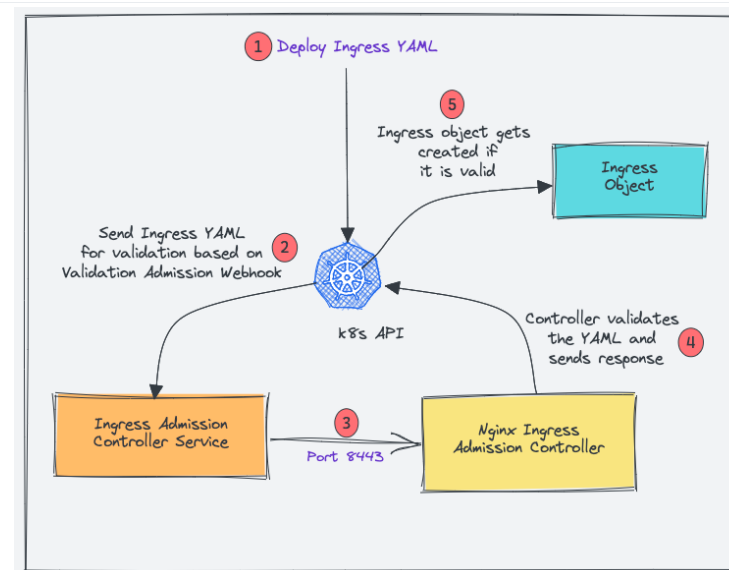 1 Deploy Ingress YAML
5
Ingress object gets
created if
it is valid
Ingress
Object
Send Ingress YAML
for validation based on
Validation Admission Webhook
2
k8s API
Controller validates
the YAML and
sends response
4
Ingress Admission
Controller Service
3
Port 8443
Nginx Ingress
Admission Controller